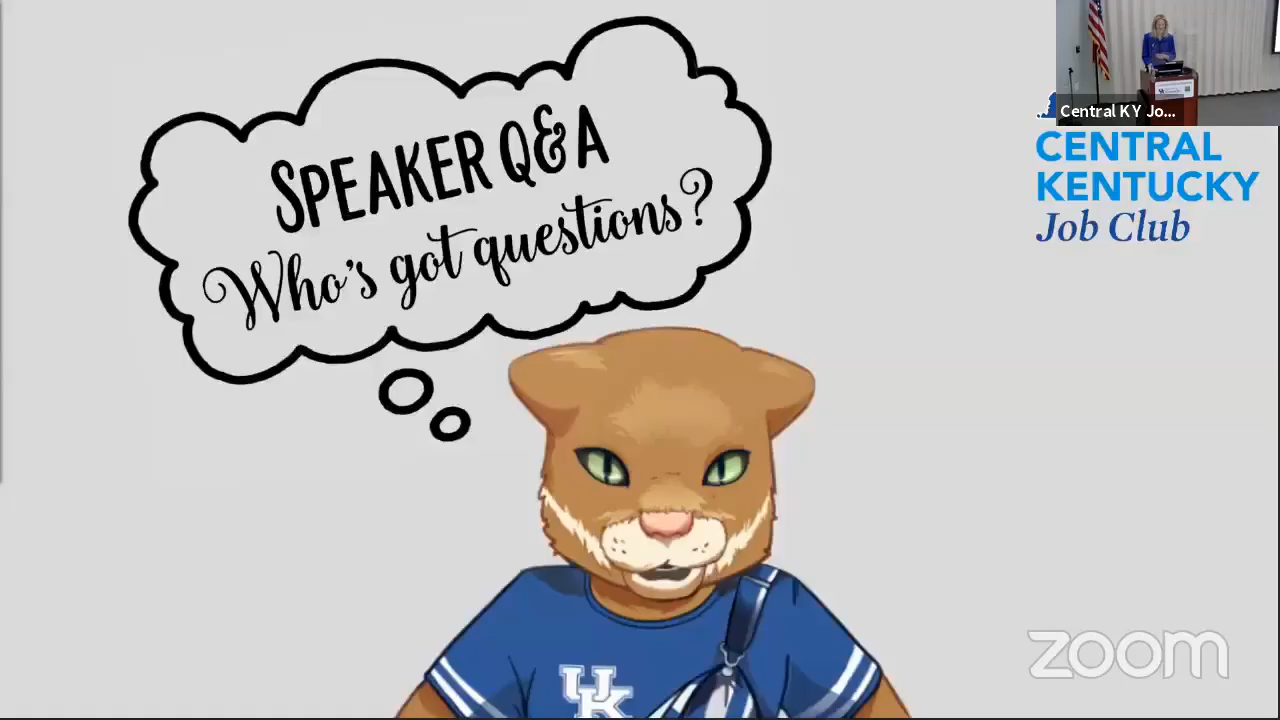 SPEAKER Q&A
Who's got questions?
Central KY Jo...
CENTRAL
KENTUCKY
Job Club
UK
zoom